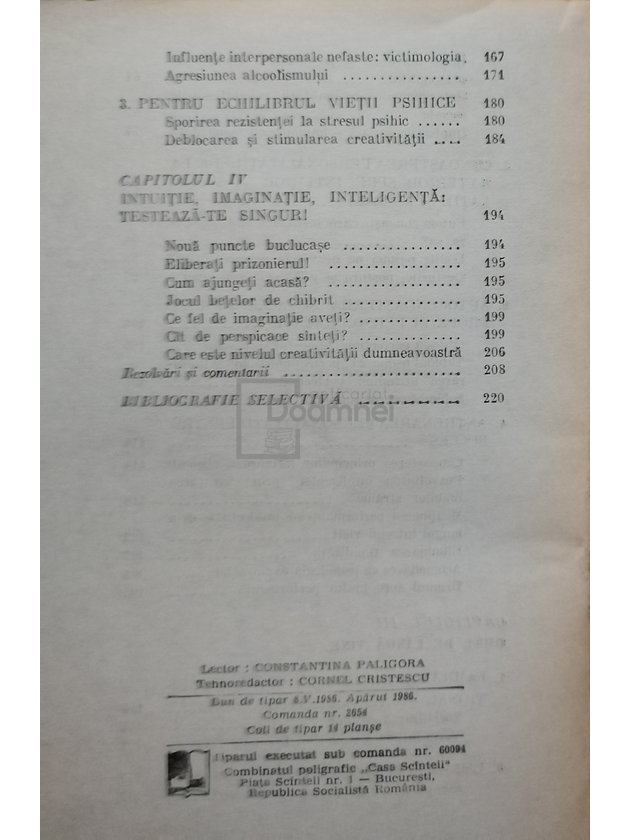 Influențe interpersonale nefaste: victimologia. 167
Agresiunea alcoolismului ................ 171
3. PENTRU ECHILIBRUL VIEȚII PSIHICE 180
Sporirea rezistenței la stresul psihic ...... 180
Deblocarea și stimularea creativității .... 184
CAPITOLUL IV
INTUIȚIE, IMAGINAȚIE, INTELIGENȚĂ:
TESTEAZĂ-TE SINGUR! 194
Nouă puncte buclucașe ................ 194
Eliberați prizonierul! .................. 195
Cum ajungeți acasă? .................. 195
Jocul bețelor de chibrit ................ 195
Ce fel de imaginație aveți? .............. 199
Cît de perspicace sînteți? ................ 199
Care este nivelul creativității dumneavoastră 206
Rezolvări și comentarii ........................ 208
BIBLIOGRAFIE SELECTIVĂ .............. 220
anticariat
Doamnei
Lector : CONSTANTINA PALIGORA
Tehnoredactor : CORNEL CRISTESCU
Bun de tipar 6.V.1986. Apărut 1986.
Comanda nr. 2654
Coli de tipar 14 planșe
Tiparul executat sub comanda nr. 60094
Combinatul poligrafic „Casa Scînteii"
Piața Scînteii nr. 1 — București,
Republica Socialistă România